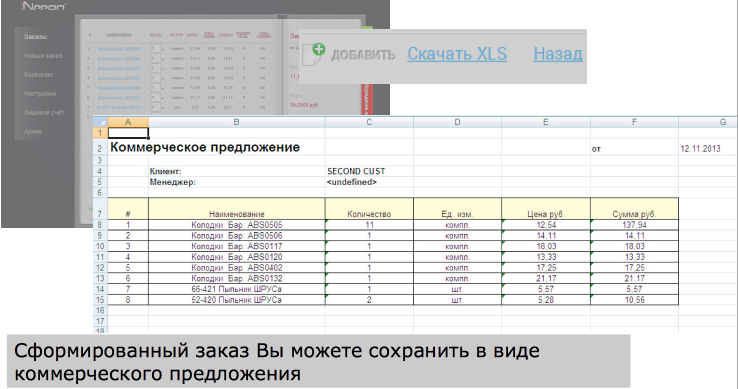 Nippon
Заказы
Новый заказ
Backorder
Настройки
Лицевой счёт
Архив
ДОБАВИТЬ Скачать XLS Назад
A B C D E F G
1
2 Коммерческое предложение от 12.11.2013
3
4 Клиент: SECOND CUST
5 Менеджер: <undefined>
6
7 # Наименование Количество Ед. изм. Цена руб. Сумма руб.
8 1 Колодки Бар. ABS0505 11 компл. 12,54 137,94
9 2 Колодки Бар. ABS0506 1 компл. 14,11 14,11
10 3 Колодки Бар. ABS0117 1 компл. 18,03 18,03
11 4 Колодки Бар. ABS0120 1 компл. 13,33 13,33
12 5 Колодки Бар. ABS0402 1 компл. 17,25 17,25
13 6 Колодки Бар. ABS0132 1 компл. 21,17 21,17
14 7 66-421 Пыльник ШРУСа 1 шт. 5,57 5,57
15 8 52-420 Пыльник ШРУСа 2 шт. 5,28 10,56
16
17
18
Сформированный заказ Вы можете сохранить в виде
коммерческого предложения